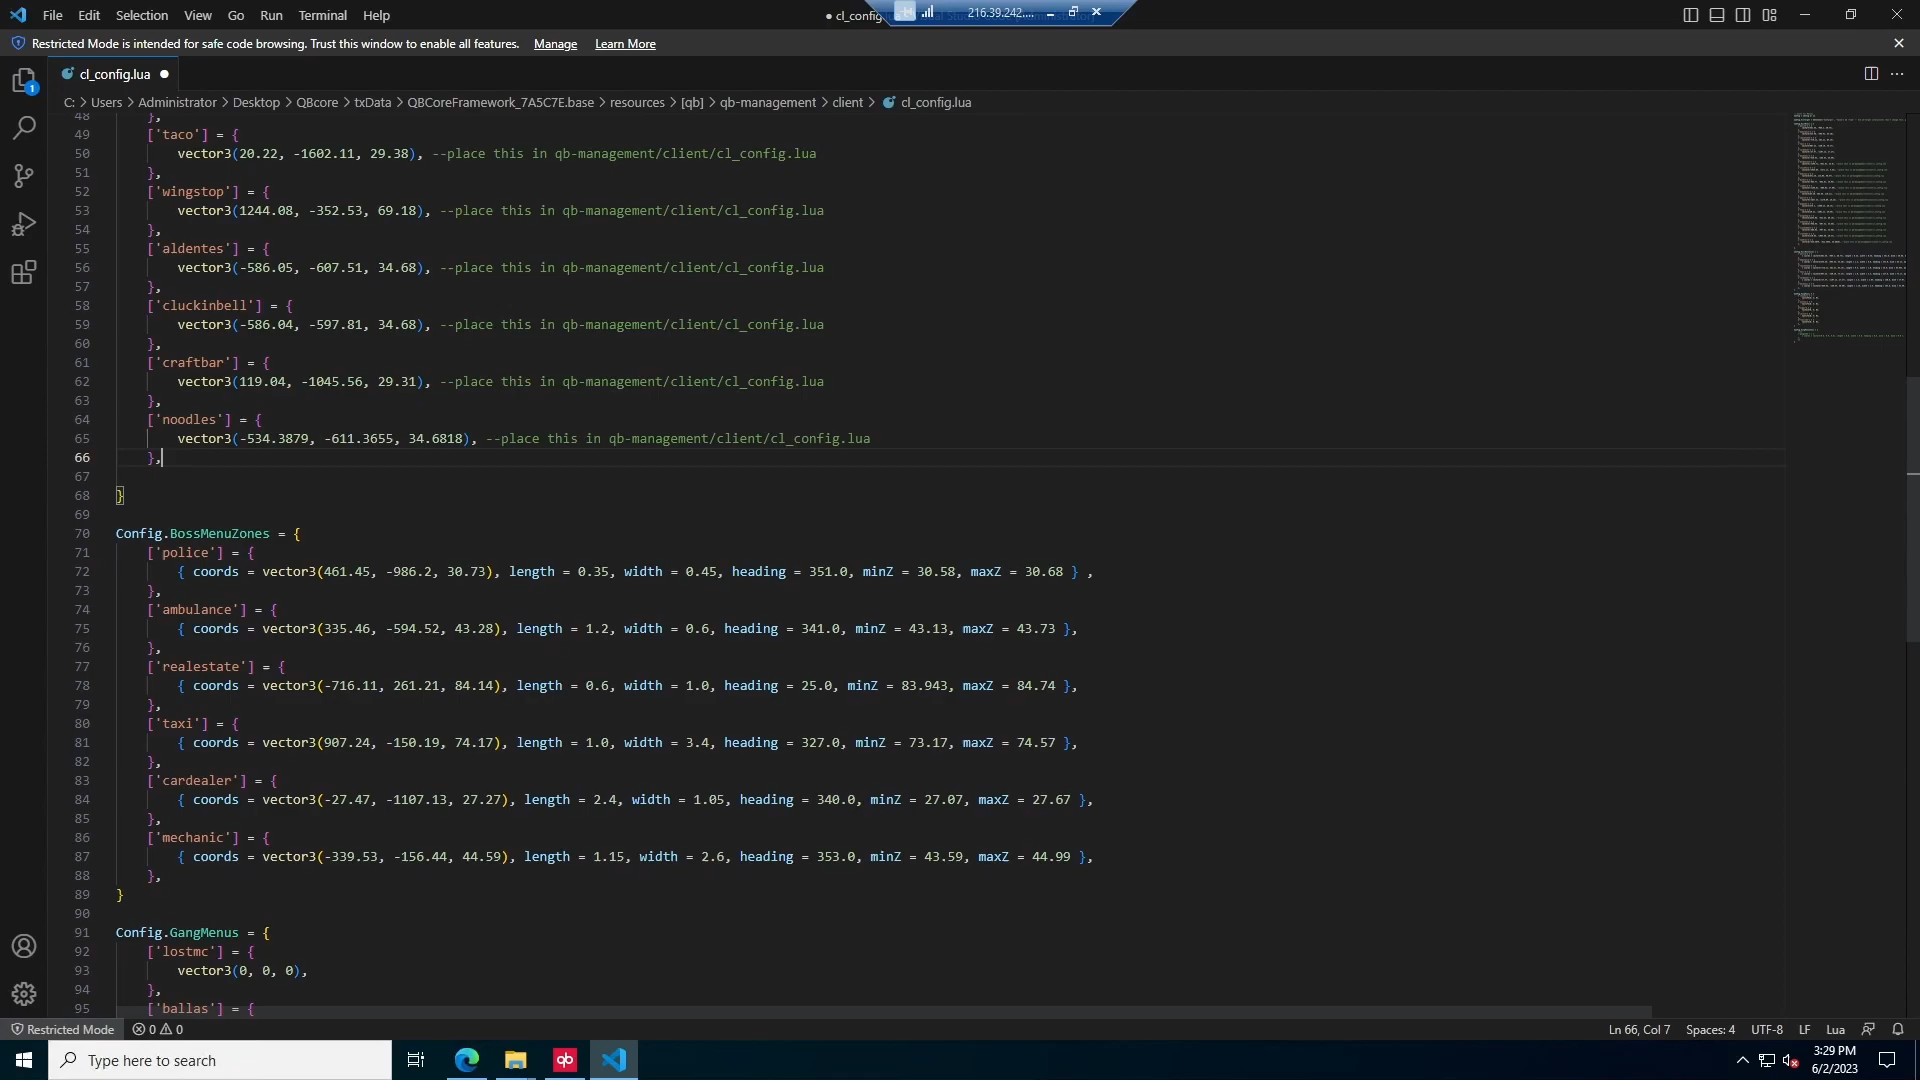 File Edit Selection View Go Run Terminal Help
● cl_config.lu
216.39.242....
Restricted Mode is intended for safe code browsing. Trust this window to enable all features. Manage Learn More
cl_config.lua
C: > Users > Administrator > Desktop > QBcore > txData > QBCoreFramework_7A5C7E.base > resources > [qb] > qb-management > client > cl_config.lua
48 },
49 ['taco'] = {
50 vector3(20.22, -1602.11, 29.38), --place this in qb-management/client/cl_config.lua
51 },
52 ['wingstop'] = {
53 vector3(1244.08, -352.53, 69.18), --place this in qb-management/client/cl_config.lua
54 },
55 ['aldentes'] = {
56 vector3(-586.05, -607.51, 34.68), --place this in qb-management/client/cl_config.lua
57 },
58 ['cluckinbell'] = {
59 vector3(-586.04, -597.81, 34.68), --place this in qb-management/client/cl_config.lua
60 },
61 ['craftbar'] = {
62 vector3(119.04, -1045.56, 29.31), --place this in qb-management/client/cl_config.lua
63 },
64 ['noodles'] = {
65 vector3(-534.3879, -611.3655, 34.6818), --place this in qb-management/client/cl_config.lua
66 },
67
68 }
69
70 Config.BossMenuZones = {
71 ['police'] = {
72 { coords = vector3(461.45, -986.2, 30.73), length = 0.35, width = 0.45, heading = 351.0, minZ = 30.58, maxZ = 30.68 } ,
73 },
74 ['ambulance'] = {
75 { coords = vector3(335.46, -594.52, 43.28), length = 1.2, width = 0.6, heading = 341.0, minZ = 43.13, maxZ = 43.73 },
76 },
77 ['realestate'] = {
78 { coords = vector3(-716.11, 261.21, 84.14), length = 0.6, width = 1.0, heading = 25.0, minZ = 83.943, maxZ = 84.74 },
79 },
80 ['taxi'] = {
81 { coords = vector3(907.24, -150.19, 74.17), length = 1.0, width = 3.4, heading = 327.0, minZ = 73.17, maxZ = 74.57 },
82 },
83 ['cardealer'] = {
84 { coords = vector3(-27.47, -1107.13, 27.27), length = 2.4, width = 1.05, heading = 340.0, minZ = 27.07, maxZ = 27.67 },
85 },
86 ['mechanic'] = {
87 { coords = vector3(-339.53, -156.44, 44.59), length = 1.15, width = 2.6, heading = 353.0, minZ = 43.59, maxZ = 44.99 },
88 },
89 }
90
91 Config.GangMenus = {
92 ['lostmc'] = {
93 vector3(0, 0, 0),
94 },
95 ['ballas'] = {
1
Restricted Mode 0 0 Ln 66, Col 7 Spaces: 4 UTF-8 LF Lua
Type here to search
qb
3:29 PM
6/2/2023